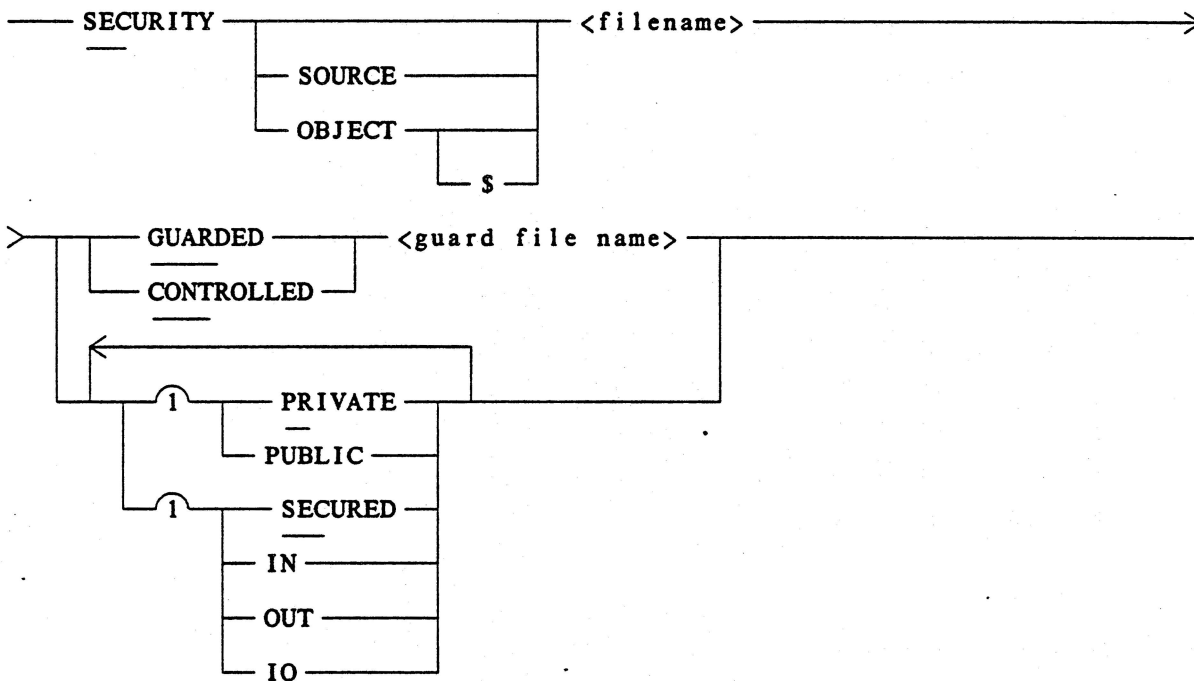 SECURITY <filename>
SOURCE
OBJECT
$
GUARDED <guard file name>
CONTROLLED
1 PRIVATE
PUBLIC
1 SECURED
IN
OUT
IO